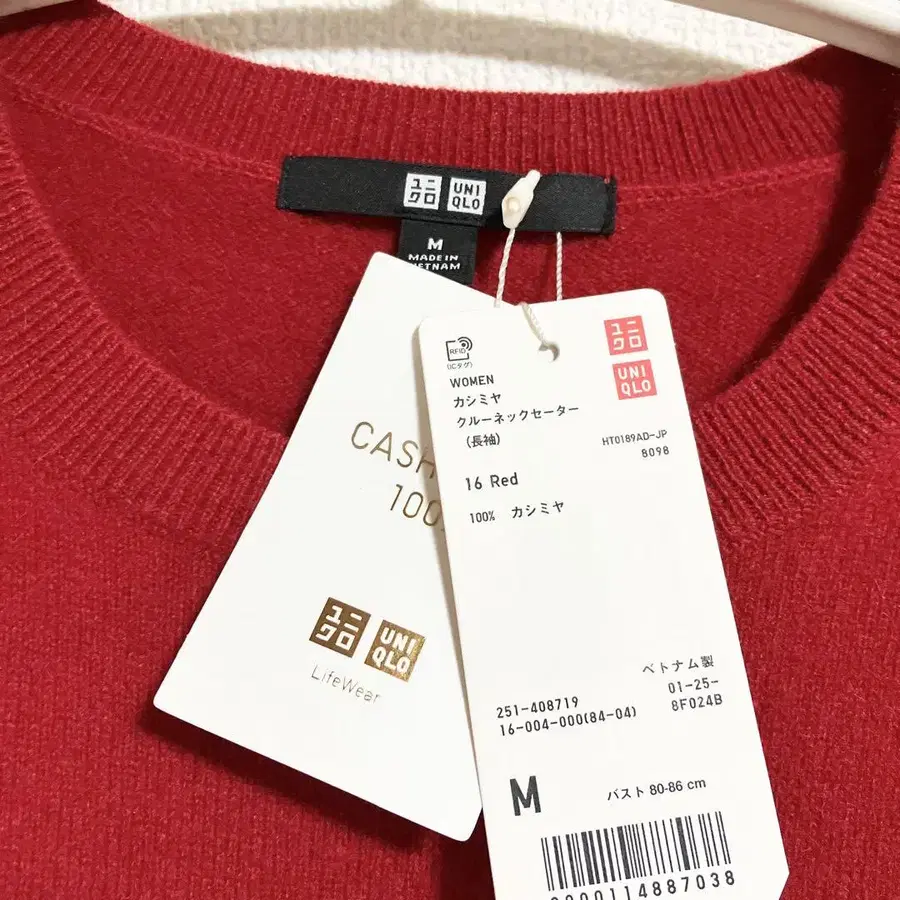 ユニクロ
UNIQLO
M
MADE IN
CASH
100
ユニクロ
UNIQLO
LifeWear
RFID
(ICタグ)
ユニクロ
UNIQLO
WOMEN
カシミヤ
クルーネックセーター
(長袖)
HT0189AD-JP
8098
16 Red
100% カシミヤ
ベトナム製
251-408719
01-25-
16-004-000(84-04)
8F024B
M
バスト 80-86 cm